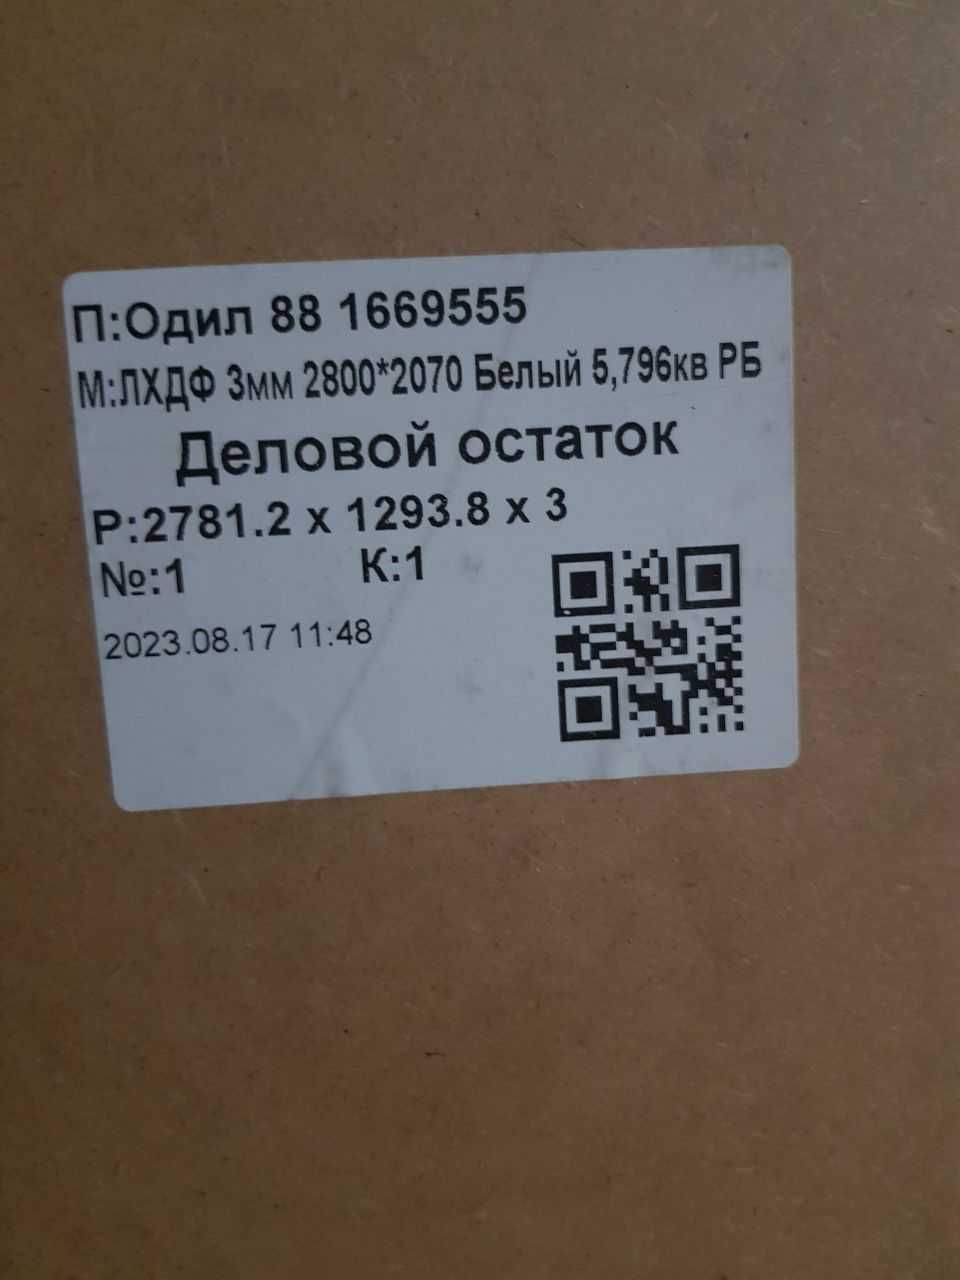 П:Одил 88 1669555
М:ЛХДФ 3мм 2800*2070 Белый 5,796кв РБ
Деловой остаток
Р:2781.2 x 1293.8 x 3
№:1 К:1
2023.08.17 11:48